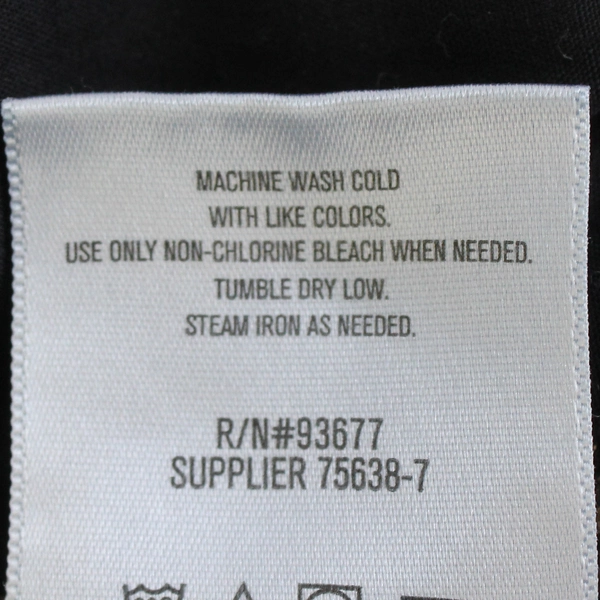 MACHINE WASH COLD
WITH LIKE COLORS.
USE ONLY NON-CHLORINE BLEACH WHEN NEEDED.
TUMBLE DRY LOW.
STEAM IRON AS NEEDED.
R/N#93677
SUPPLIER 75638-7